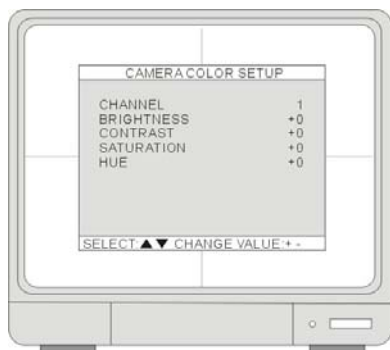 CAMERA COLOR SETUP
CHANNEL 1
BRIGHTNESS +0
CONTRAST +0
SATURATION +0
HUE +0
SELECT:▲▼ CHANGE VALUE:+ -